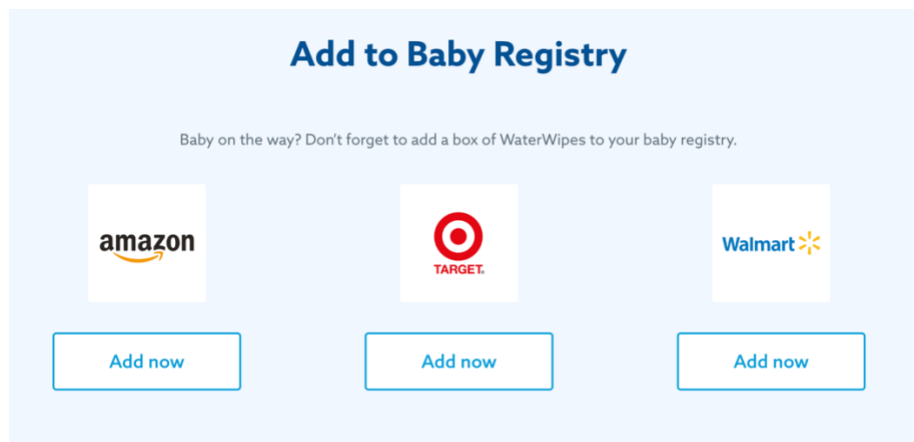 Add to Baby Registry
Baby on the way? Don't forget to add a box of WaterWipes to your baby registry.
amazon
TARGET.
Walmart
Add now
Add now
Add now